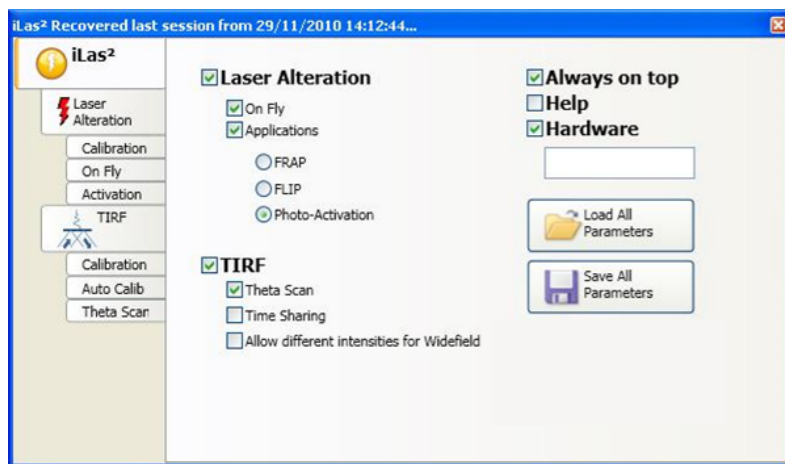 iLas² Recovered last session from 29/11/2010 14:12:44...
iLas²
Laser
Alteration
Calibration
On Fly
Activation
TIRF
Calibration
Auto Calib
Theta Scan
Laser Alteration
On Fly
Applications
FRAP
FLIP
Photo-Activation
TIRF
Theta Scan
Time Sharing
Allow different intensities for Widefield
Always on top
Help
Hardware
Load All
Parameters
Save All
Parameters